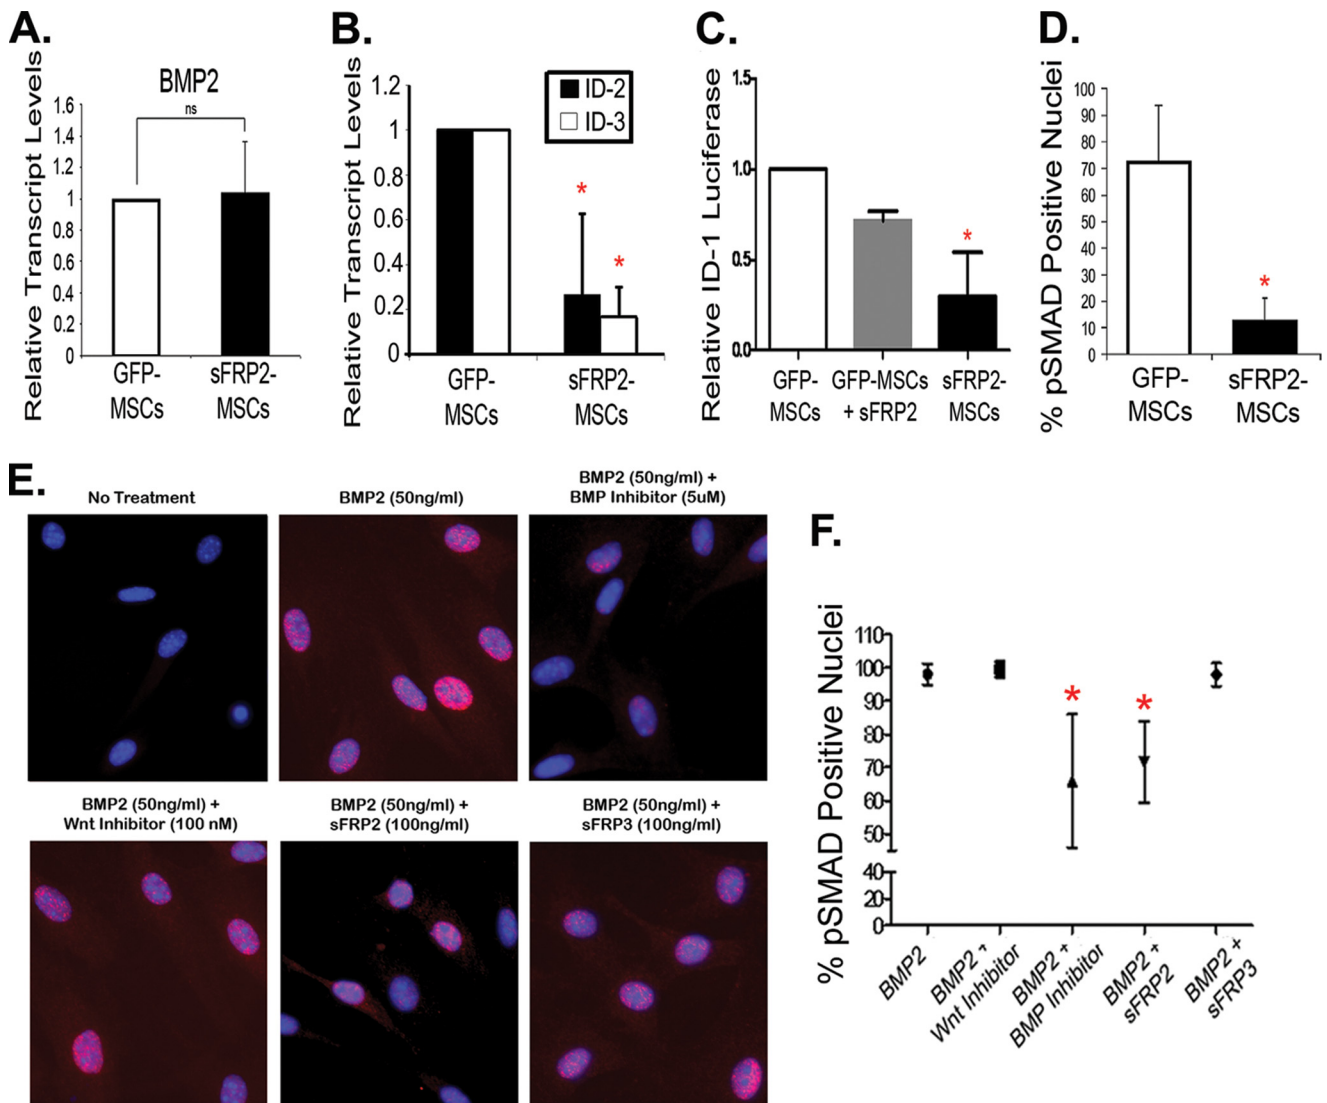 A.
BMP2
ns
Relative Transcript Levels
1.6
1.4
1.2
1
0.8
0.6
0.4
0.2
0
GFP-
MSCs
sFRP2-
MSCs
B.
Relative Transcript Levels
1.2
1
0.8
0.6
0.4
0.2
0
ID-2
ID-3
*
*
GFP-
MSCs
sFRP2-
MSCs
C.
Relative ID-1 Luciferase
1.5
1.0
0.5
0.0
*
GFP-
MSCs
GFP-MSCs
+ sFRP2
sFRP2-
MSCs
D.
% pSMAD Positive Nuclei
100
90
80
70
60
50
40
30
20
10
0
*
GFP-
MSCs
sFRP2-
MSCs
E.
No Treatment
BMP2 (50ng/ml)
BMP2 (50ng/ml) +
BMP Inhibitor (5uM)
BMP2 (50ng/ml) +
Wnt Inhibitor (100 nM)
BMP2 (50ng/ml) +
sFRP2 (100ng/ml)
BMP2 (50ng/ml) +
sFRP3 (100ng/ml)
F.
% pSMAD Positive Nuclei
110
100
90
80
70
60
50
40
20
0
*
*
BMP2
BMP2 +
Wnt Inhibitor
BMP2 +
BMP Inhibitor
BMP2 +
sFRP2
BMP2 +
sFRP3